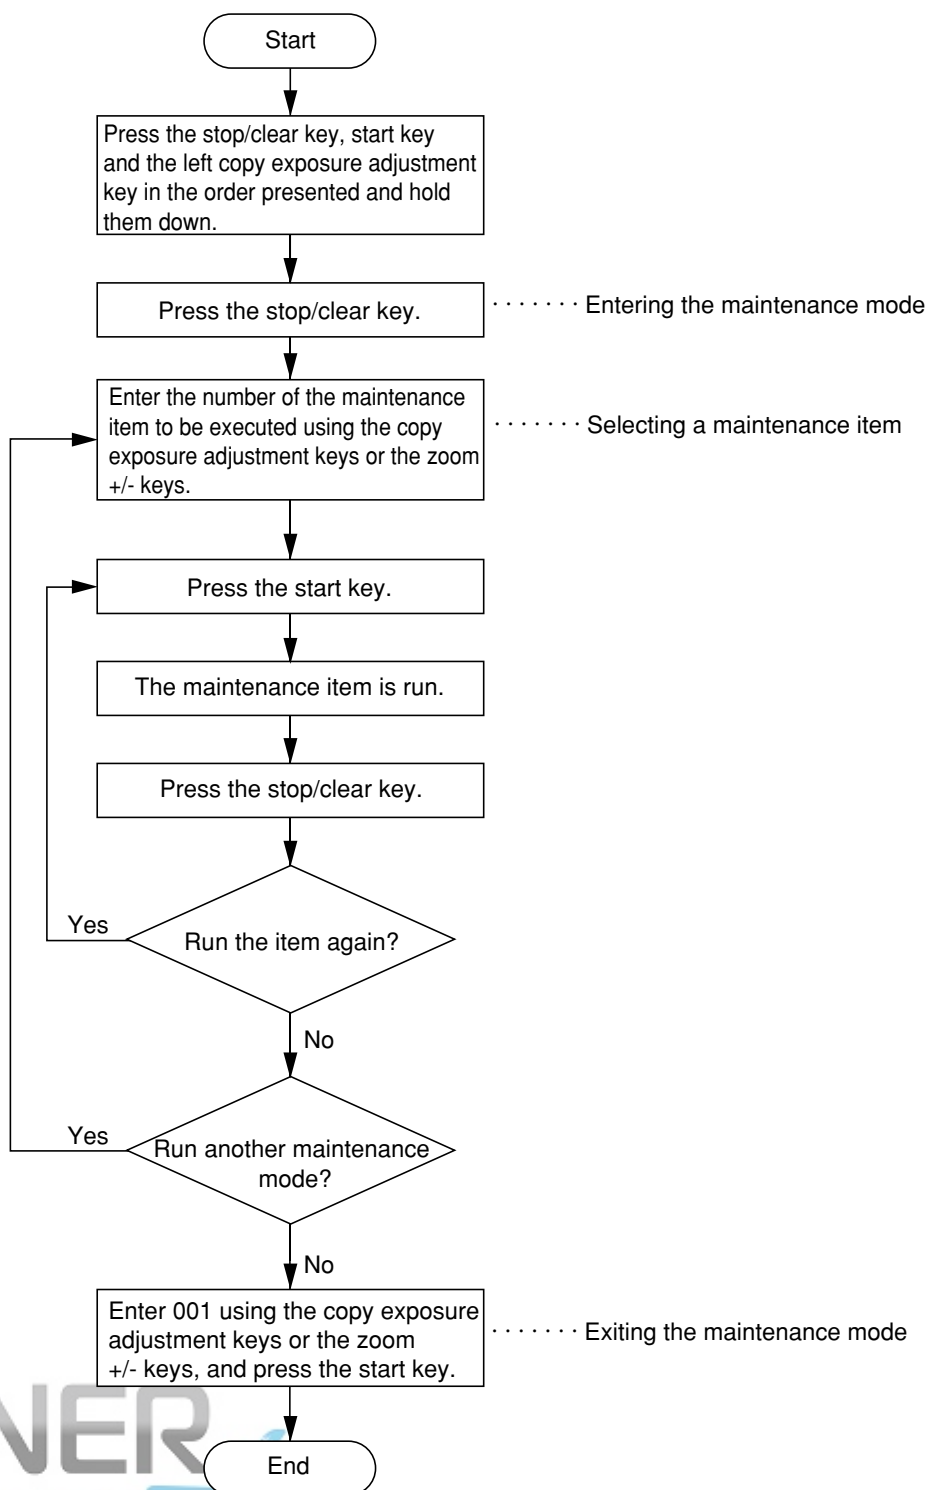 Start
Press the stop/clear key, start key
and the left copy exposure adjustment
key in the order presented and hold
them down.
Press the stop/clear key.
······· Entering the maintenance mode
Enter the number of the maintenance
item to be executed using the copy
exposure adjustment keys or the zoom
+/- keys.
······· Selecting a maintenance item
Press the start key.
The maintenance item is run.
Press the stop/clear key.
Yes
Run the item again?
No
Yes
Run another maintenance
mode?
No
Enter 001 using the copy exposure
adjustment keys or the zoom
+/- keys, and press the start key.
······· Exiting the maintenance mode
NER
End